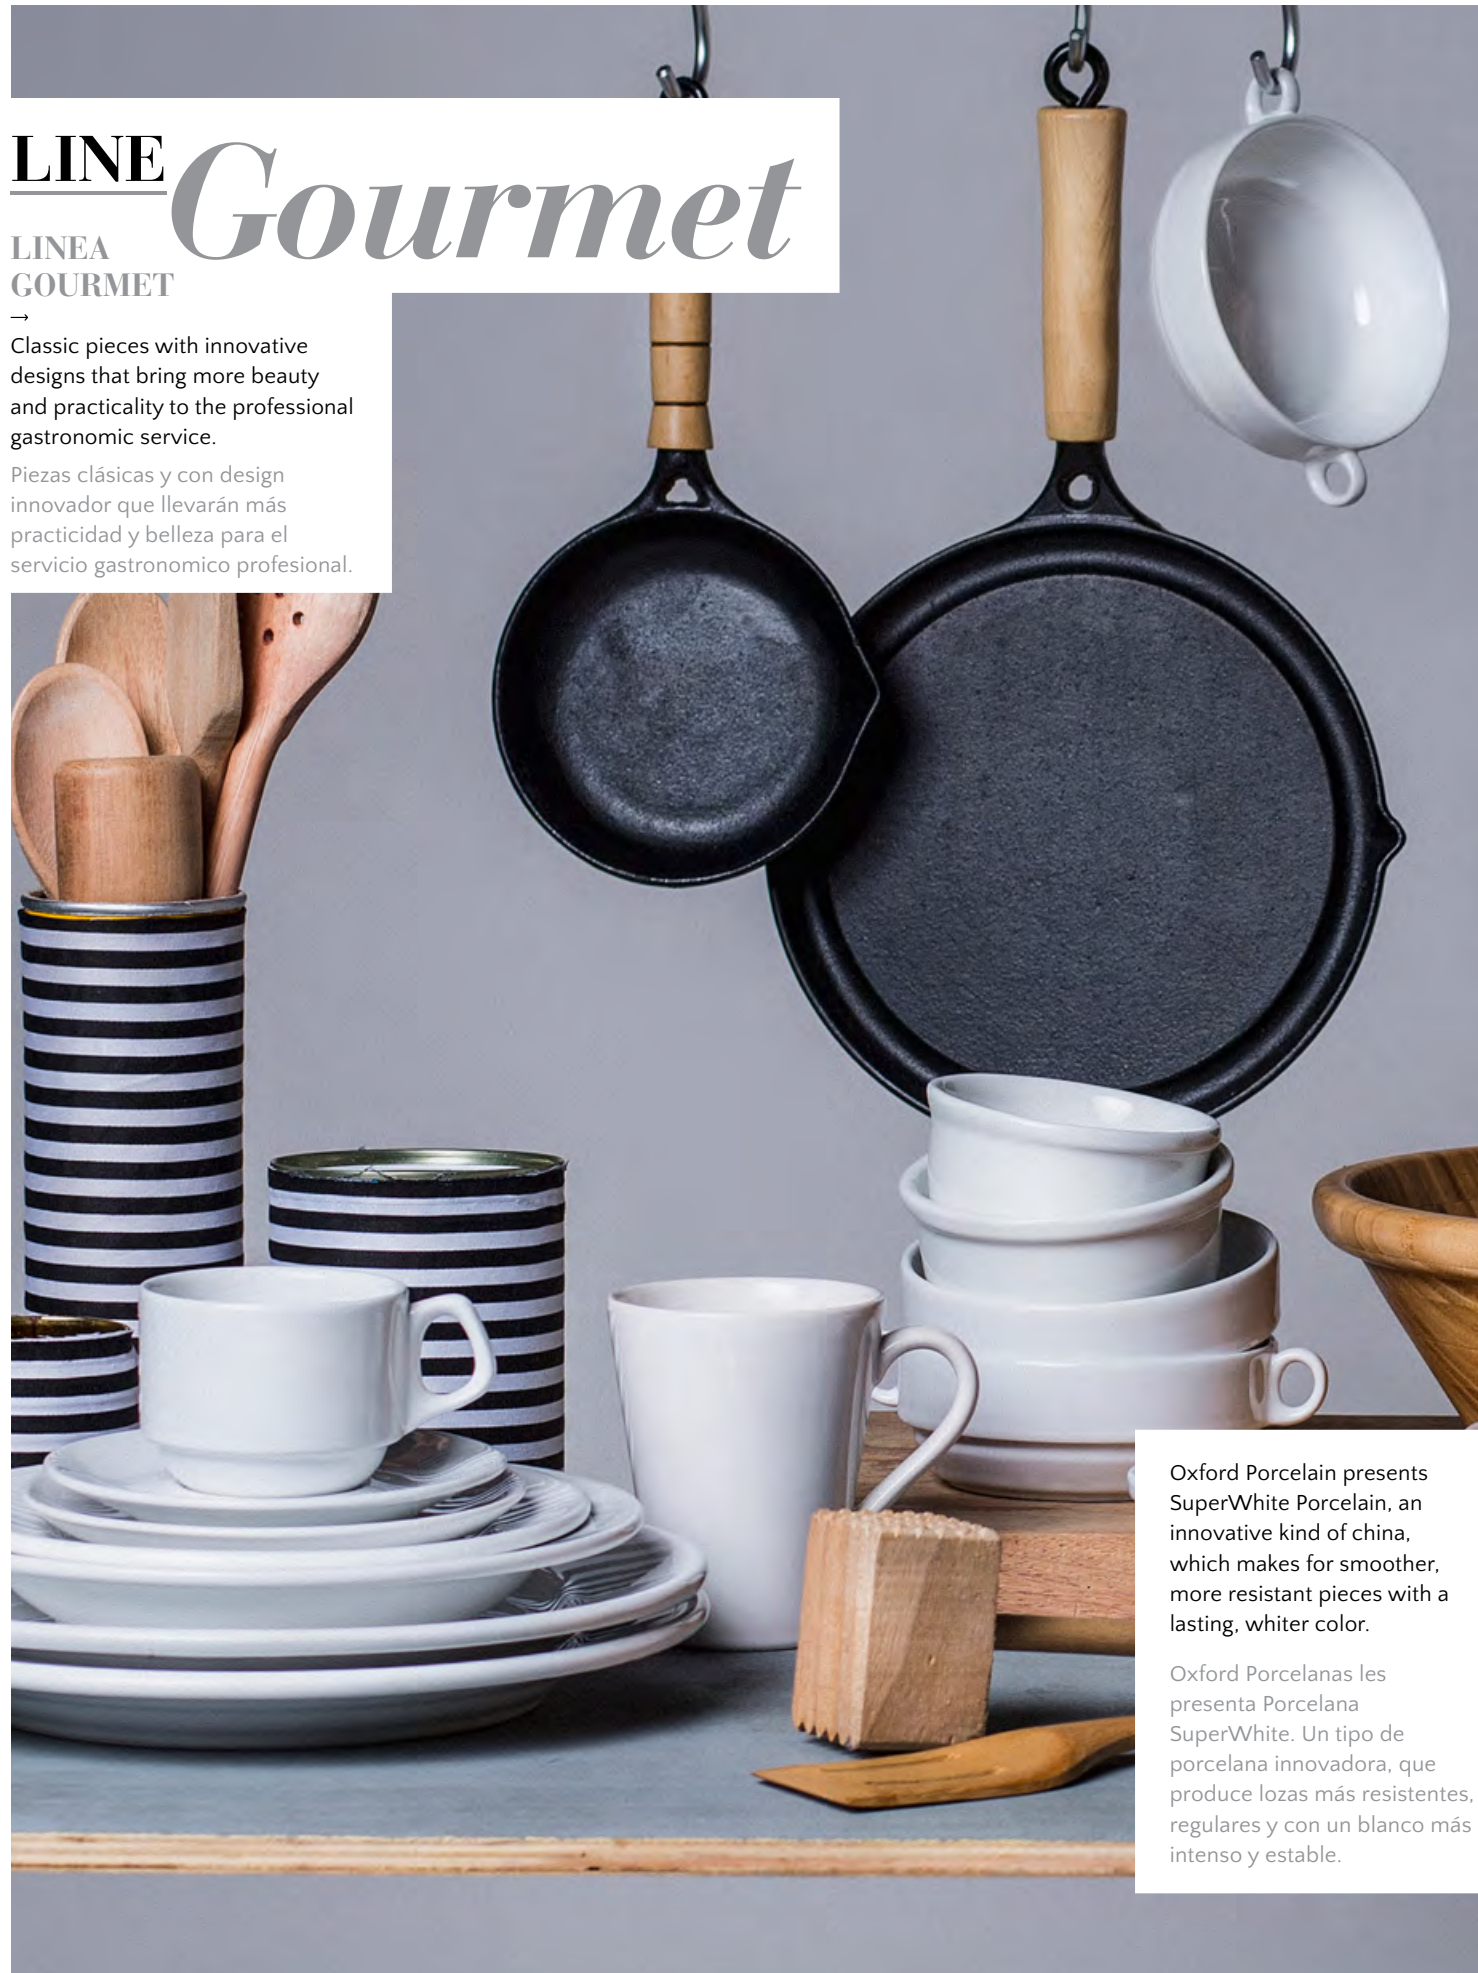 LINE
Gourmet
LINEA
GOURMET
→
Classic pieces with innovative
designs that bring more beauty
and practicality to the professional
gastronomic service.
Piezas clásicas y con design
innovador que llevarán más
practicidad y belleza para el
servicio gastronomico profesional.
Oxford Porcelain presents
SuperWhite Porcelain, an
innovative kind of china,
which makes for smoother,
more resistant pieces with a
lasting, whiter color.
Oxford Porcelanas les
presenta Porcelana
SuperWhite. Un tipo de
porcelana innovadora, que
produce lozas más resistentes,
regulares y con un blanco más
intenso y estable.